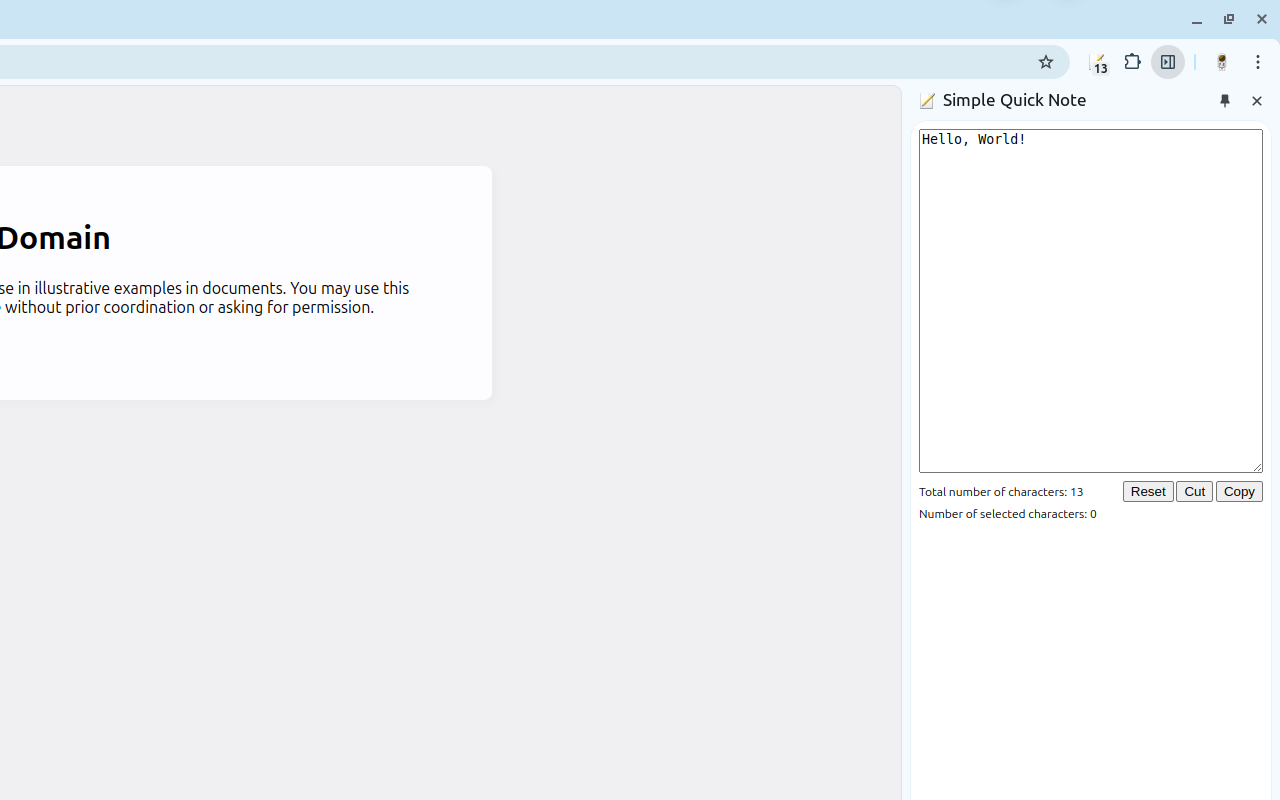 13
Simple Quick Note
Hello, World!
Domain
se in illustrative examples in documents. You may use this
without prior coordination or asking for permission.
Total number of characters: 13
Reset
Cut
Copy
Number of selected characters: 0